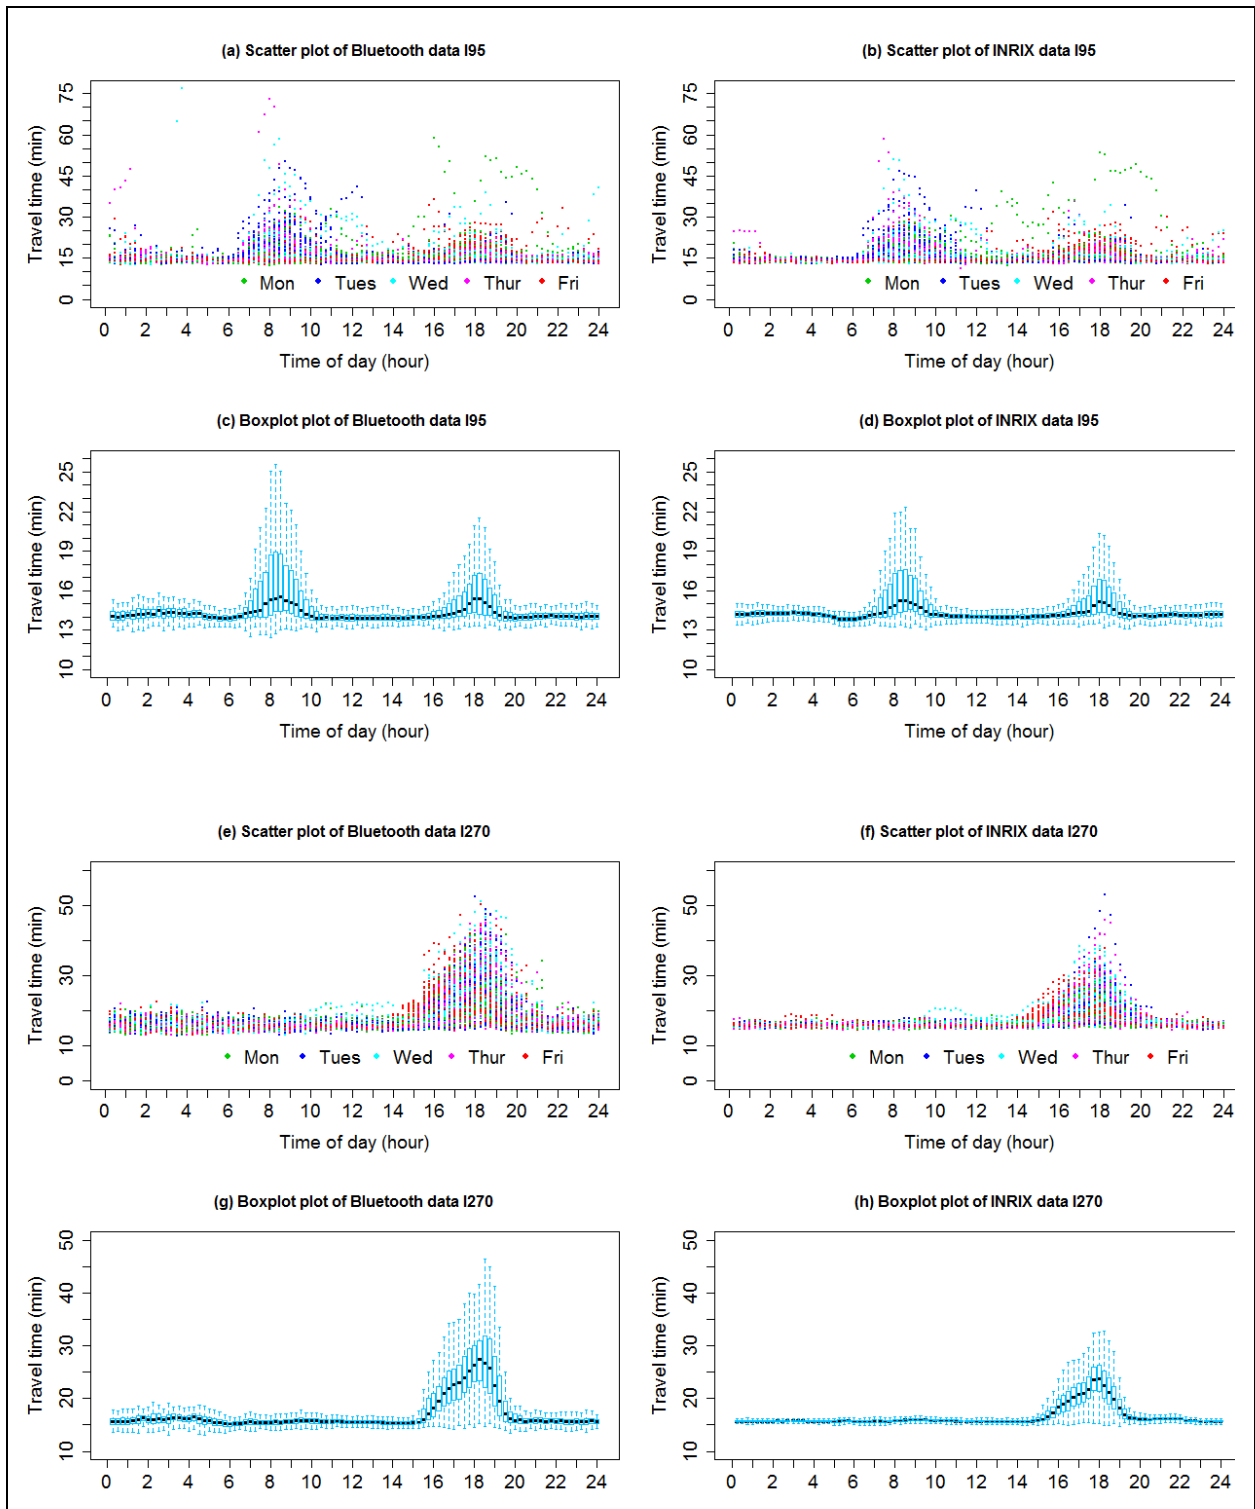 (a) Scatter plot of Bluetooth data I95
Travel time (min)
75
60
45
30
15
0
Mon Tues Wed Thur Fri
0 2 4 6 8 10 12 14 16 18 20 22 24
Time of day (hour)
(b) Scatter plot of INRIX data I95
Travel time (min)
75
60
45
30
15
0
Mon Tues Wed Thur Fri
0 2 4 6 8 10 12 14 16 18 20 22 24
Time of day (hour)
(c) Boxplot plot of Bluetooth data I95
Travel time (min)
25
22
19
16
13
10
0 2 4 6 8 10 12 14 16 18 20 22 24
Time of day (hour)
(d) Boxplot plot of INRIX data I95
Travel time (min)
25
22
19
16
13
10
0 2 4 6 8 10 12 14 16 18 20 22 24
Time of day (hour)
(e) Scatter plot of Bluetooth data I270
Travel time (min)
50
30
10
0
Mon Tues Wed Thur Fri
0 2 4 6 8 10 12 14 16 18 20 22 24
Time of day (hour)
(f) Scatter plot of INRIX data I270
Travel time (min)
50
30
10
0
Mon Tues Wed Thur Fri
0 2 4 6 8 10 12 14 16 18 20 22 24
Time of day (hour)
(g) Boxplot plot of Bluetooth data I270
Travel time (min)
50
40
30
20
10
0 2 4 6 8 10 12 14 16 18 20 22 24
(h) Boxplot plot of INRIX data I270
Travel time (min)
50
40
30
20
10
0 2 4 6 8 10 12 14 16 18 20 22 24